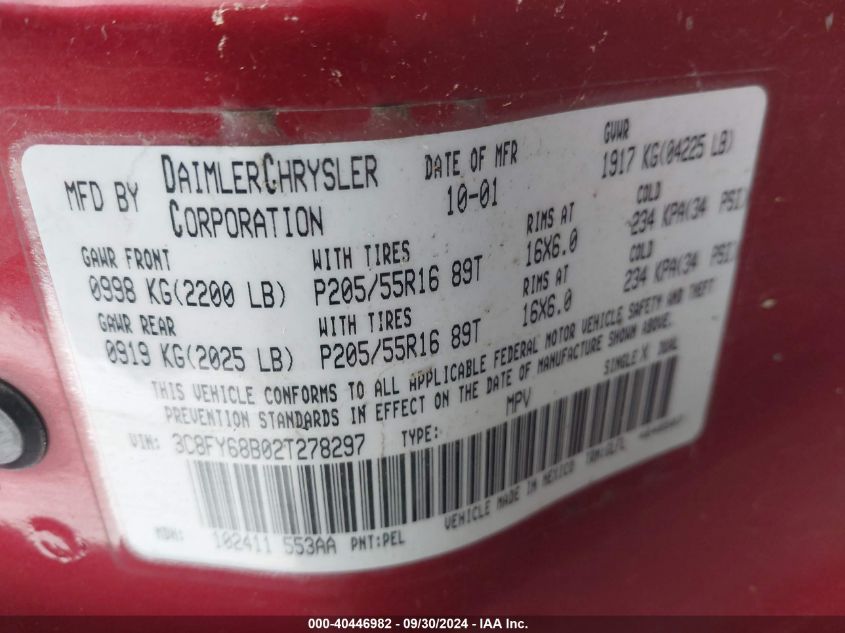 MFD BY DAIMLERCHRYSLER CORPORATION
DATE OF MFR 10-01
GVWR 1917 KG(04225 LB)
GAWR FRONT WITH TIRES RIMS AT COLD
0998 KG(2200 LB) P205/55R16 89T 16X6.0 234 KPA(34 PSI)
GAWR REAR WITH TIRES RIMS AT COLD
0919 KG(2025 LB) P205/55R16 89T 16X6.0 234 KPA(34 PSI)
THIS VEHICLE CONFORMS TO ALL APPLICABLE FEDERAL MOTOR VEHICLE SAFETY AND THEFT
PREVENTION STANDARDS IN EFFECT ON THE DATE OF MANUFACTURE SHOWN ABOVE.
VIN: 3C8FY68B02T278297 TYPE: MPV SINGLE X DUAL
VEHICLE MADE IN MEXICO
MDH: 102411 553AA PNT:PEL
000-40446982 - 09/30/2024 - IAA Inc.